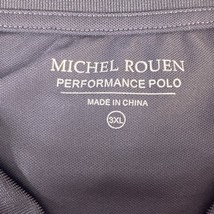 MICHEL ROUEN
PERFORMANCE POLO
MADE IN CHINA
3XL